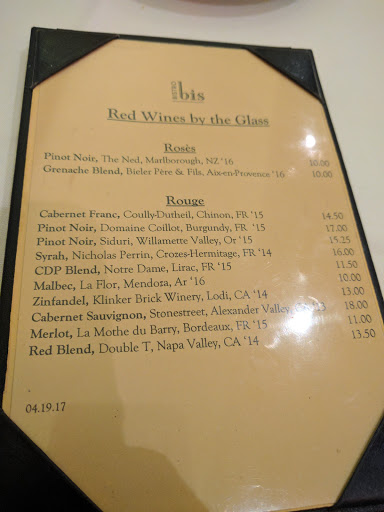 bis
Red Wines by the Glass
Rosès
Pinot Noir, The Ned, Marlborough, NZ '16 10.00
Grenache Blend, Bieler Père & Fils, Aix-en-Provence '16 10.00
Rouge
Cabernet Franc, Coully-Dutheil, Chinon, FR '15 14.50
Pinot Noir, Domaine Coillot, Burgundy, FR '15 17.00
Pinot Noir, Siduri, Willamette Valley, Or '15 15.25
Syrah, Nicholas Perrin, Crozes-Hermitage, FR '14 16.00
CDP Blend, Notre Dame, Lirac, FR '15 11.50
Malbec, La Flor, Mendoza, Ar '16 10.00
Zinfandel, Klinker Brick Winery, Lodi, CA '14 13.00
Cabernet Sauvignon, Stonestreet, Alexander Valley, 18.00
Merlot, La Mothe du Barry, Bordeaux, FR '15 11.00
Red Blend, Double T, Napa Valley, CA '14 13.50
04.19.17